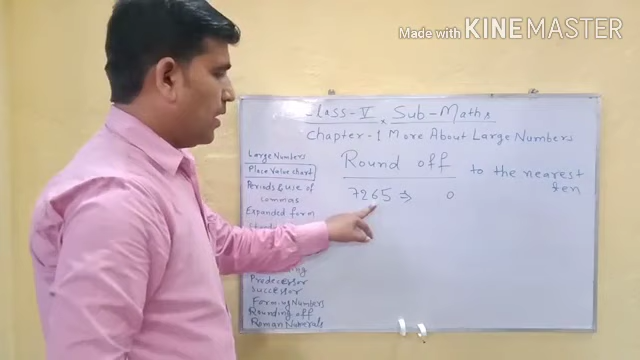 Made with KINEMASTER
Class-V Sub-Maths
Chapter-1 More About Large Numbers
Large Numbers
Place Value Chart
Periods & use of
commas
Expanded form
Predecessor
Successor
Forming Numbers
Rounding off
Roman Numerals
Round off to the nearest
ten
7265 ⇒ 0